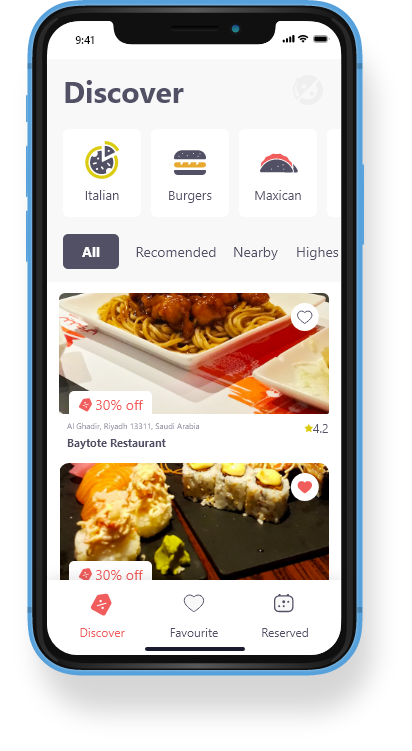 9:41
Discover
Italian
Burgers
Maxican
All
Recomended
Nearby
Highes
30% off
Al Ghadir, Riyadh 13311, Saudi Arabia
4.2
Baytote Restaurant
30% off
Discover
Favourite
Reserved